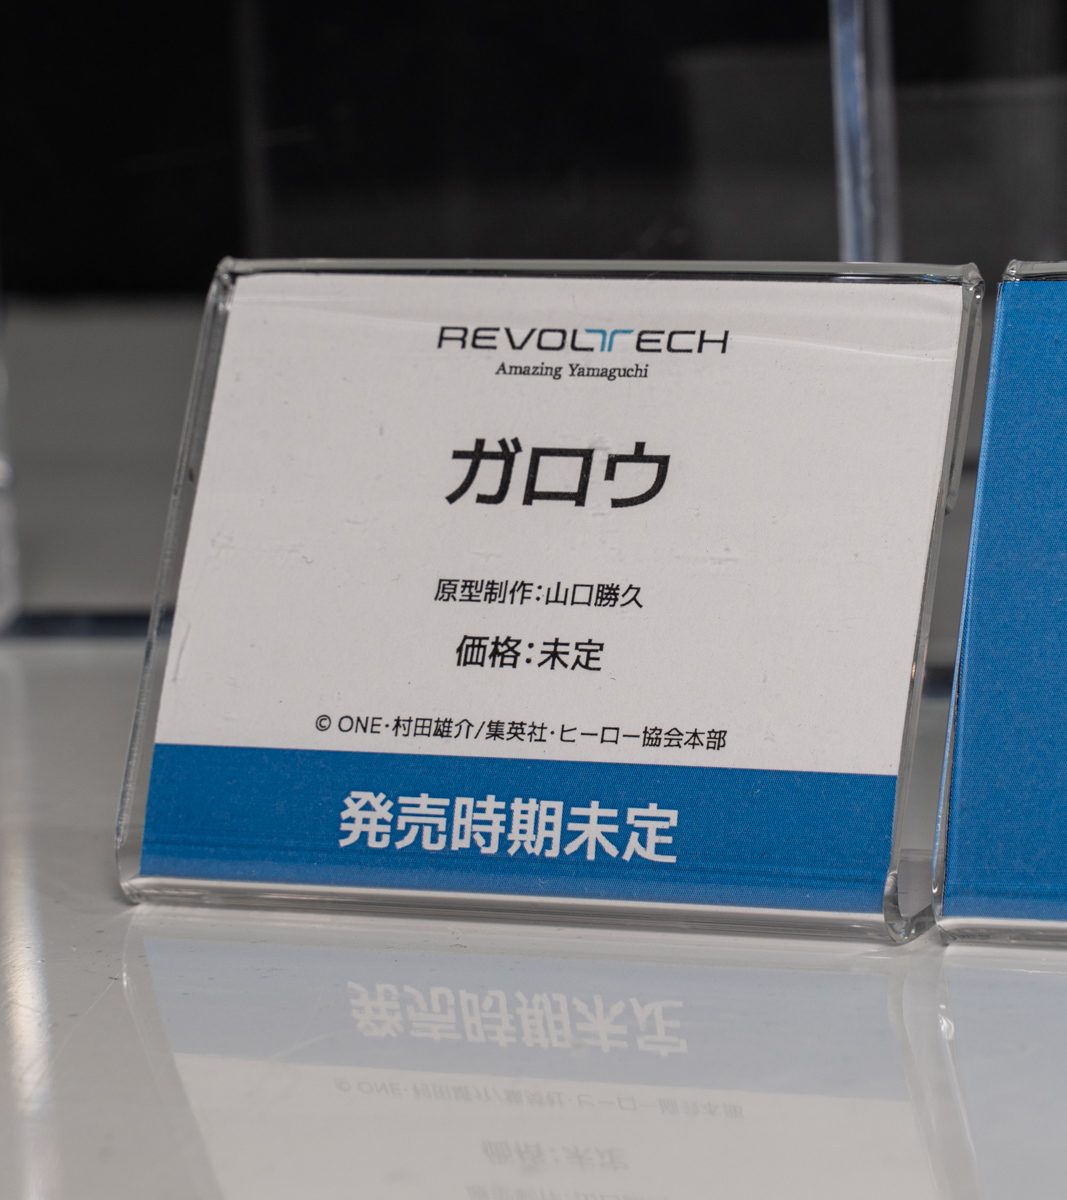 REVOLTECH
Amazing Yamaguchi
ガロウ
原型制作：山口勝久
価格：未定
© ONE・村田雄介/集英社・ヒーロー協会本部
発売時期未定